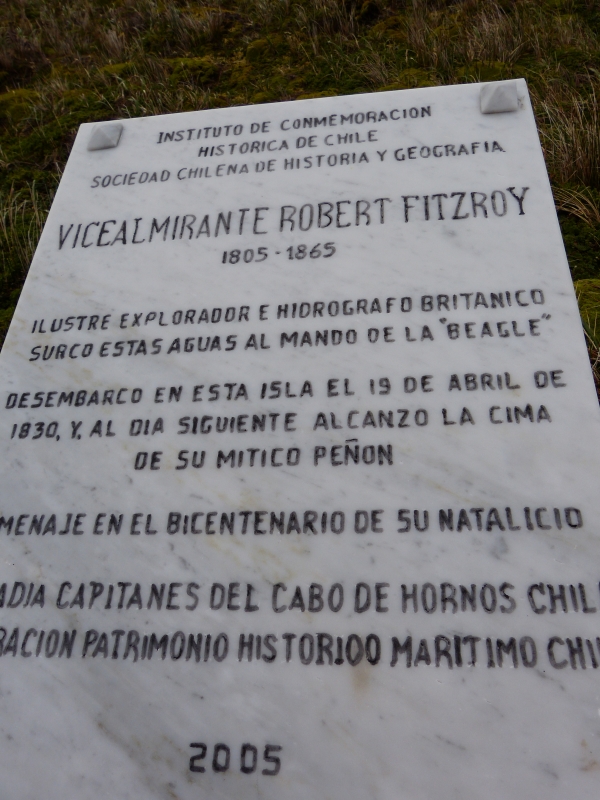 INSTITUTO DE CONMEMORACION
HISTORICA DE CHILE
SOCIEDAD CHILENA DE HISTORIA Y GEOGRAFIA
VICEALMIRANTE ROBERT FITZROY
1805 - 1865
ILUSTRE EXPLORADOR E HIDROGRAFO BRITANICO
SURCO ESTAS AGUAS AL MANDO DE LA "BEAGLE"
DESEMBARCO EN ESTA ISLA EL 19 DE ABRIL DE
1830, Y, AL DIA SIGUIENTE ALCANZO LA CIMA
DE SU MITICO PEÑON
MENAJE EN EL BICENTENARIO DE SU NATALICIO
ADIA CAPITANES DEL CABO DE HORNOS CHIL
RACION PATRIMONIO HISTORIOO MARITIMO CHI
2005